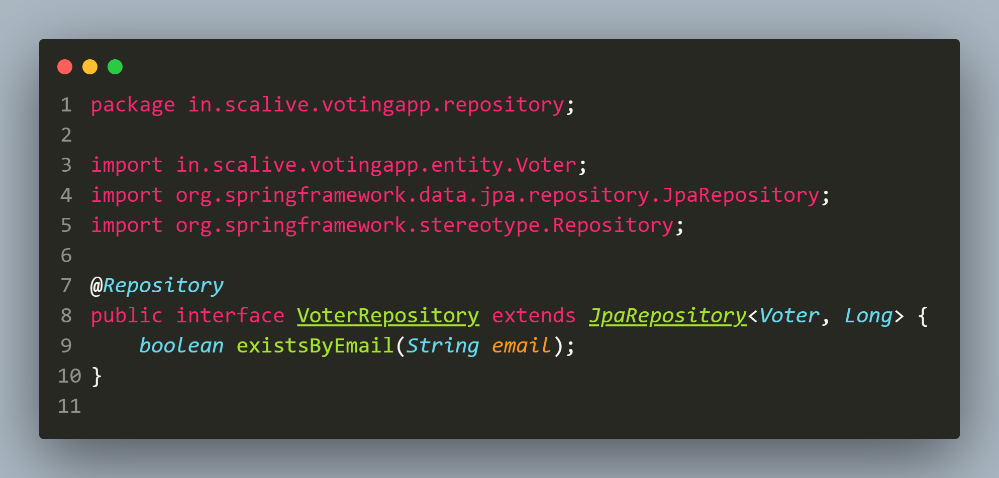 1 package in.scalive.votingapp.repository;
2
3 import in.scalive.votingapp.entity.Voter;
4 import org.springframework.data.jpa.repository.JpaRepository;
5 import org.springframework.stereotype.Repository;
6
7 @Repository
8 public interface VoterRepository extends JpaRepository<Voter, Long> {
9     boolean existsByEmail(String email);
10 }
11